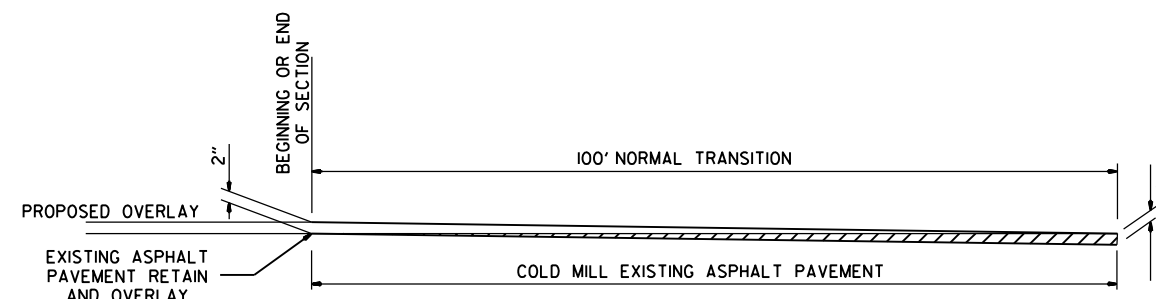 BEGINNING OR END
OF SECTION
2"
100' NORMAL TRANSITION
PROPOSED OVERLAY
EXISTING ASPHALT
PAVEMENT RETAIN
AND OVERLAY
COLD MILL EXISTING ASPHALT PAVEMENT